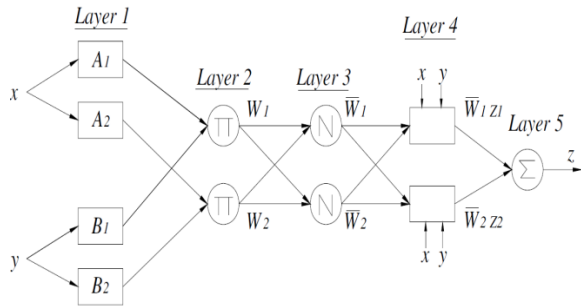 Layer 1
Layer 2
Layer 3
Layer 4
Layer 5
x
A1
A2
y
B1
B2
Π
Π
W1
W2
N
N
W̅1
W̅2
x y
x y
W̅1 Z1
W̅2 Z2
Σ
z